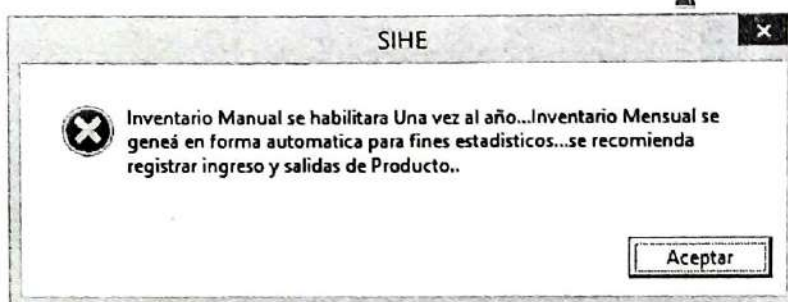 SIHE
Inventario Manual se habilitara Una vez al año...Inventario Mensual se
geneá en forma automatica para fines estadisticos...se recomienda
registrar ingreso y salidas de Producto..
Aceptar